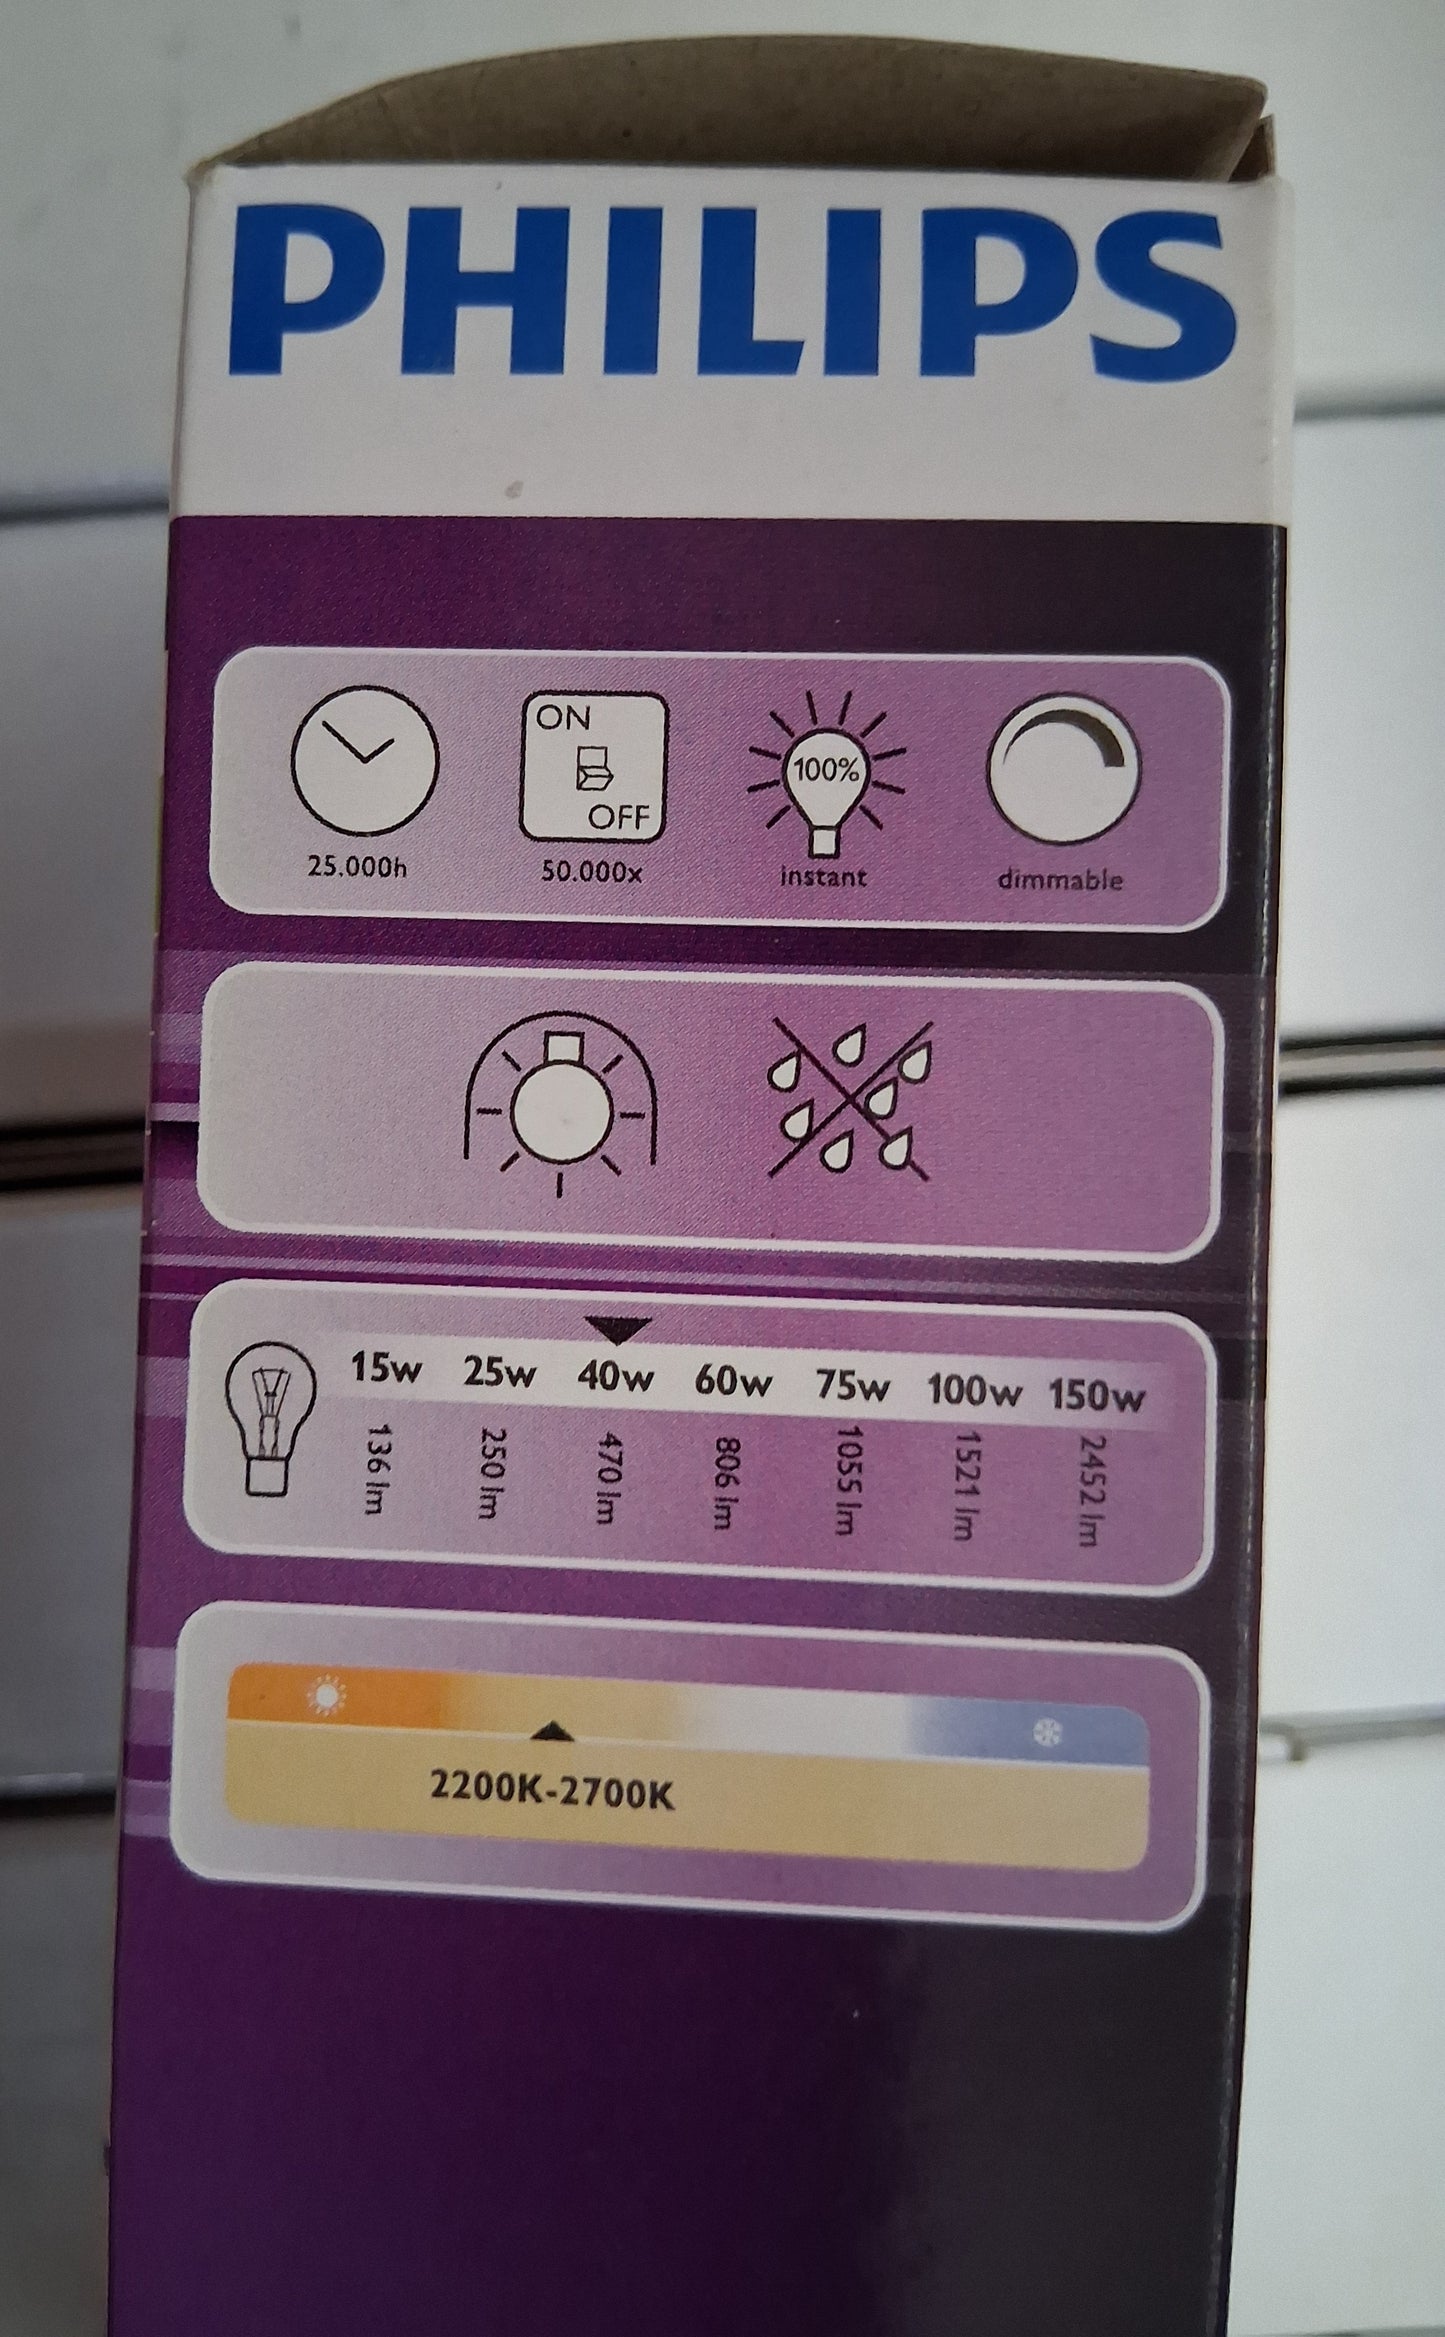 PHILIPS
ON
OFF
100%
25.000h 50.000x instant dimmable
15w 25w 40w 60w 75w 100w 150w
136 lm 250 lm 470 lm 806 lm 1055 lm 1521 lm 2452 lm
2200K-2700K